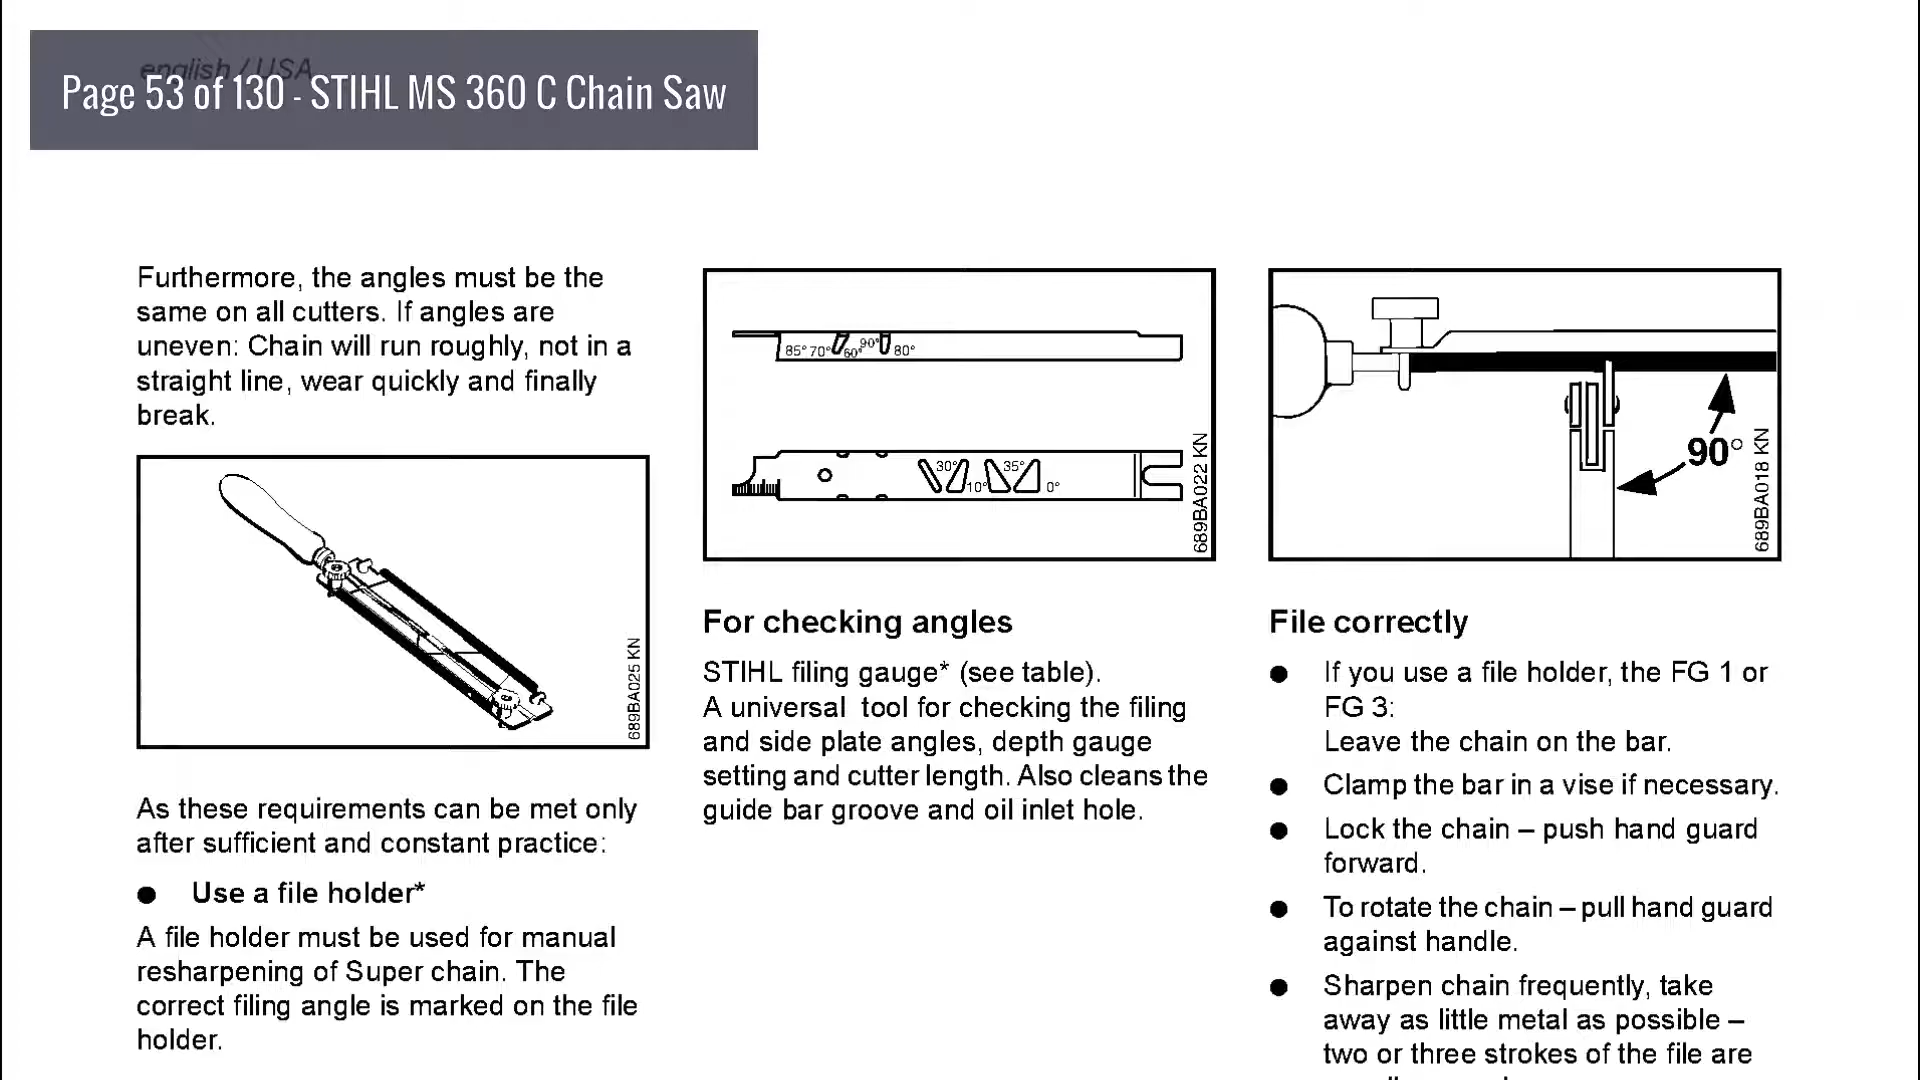 english / USA
Page 53 of 130 - STIHL MS 360 C Chain Saw
Furthermore, the angles must be the
same on all cutters. If angles are
uneven: Chain will run roughly, not in a
straight line, wear quickly and finally
break.
689BA025 KN
As these requirements can be met only
after sufficient and constant practice:
● Use a file holder*
A file holder must be used for manual
resharpening of Super chain. The
correct filing angle is marked on the file
holder.
85° 70° 60° 90° 80°
30° 10° 35° 0°
689BA022 KN
For checking angles
STIHL filing gauge* (see table).
A universal tool for checking the filing
and side plate angles, depth gauge
setting and cutter length. Also cleans the
guide bar groove and oil inlet hole.
90°
689BA018 KN
File correctly
● If you use a file holder, the FG 1 or
FG 3:
Leave the chain on the bar.
● Clamp the bar in a vise if necessary.
● Lock the chain – push hand guard
forward.
● To rotate the chain – pull hand guard
against handle.
● Sharpen chain frequently, take
away as little metal as possible –
two or three strokes of the file are